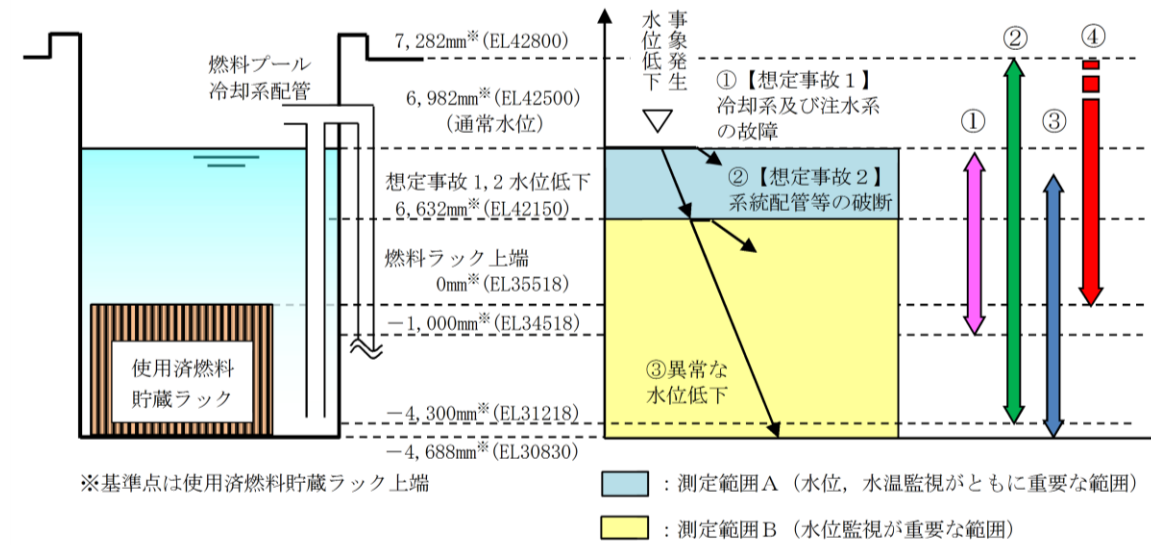 燃料プール
冷却系配管
使用済燃料
貯蔵ラック
※基準点は使用済燃料貯蔵ラック上端
7,282mm※(EL42800)
6,982mm※(EL42500)
(通常水位)
想定事故1,2水位低下
6,632mm※(EL42150)
燃料ラック上端
0mm※(EL35518)
−1,000mm※(EL34518)
−4,300mm※(EL31218)
−4,688mm※(EL30830)
事象発生
水位低下
①【想定事故1】
冷却系及び注水系
の故障
②【想定事故2】
系統配管等の破断
③異常な
水位低下
①
②
③
④
:測定範囲A(水位,水温監視がともに重要な範囲)
:測定範囲B(水位監視が重要な範囲)